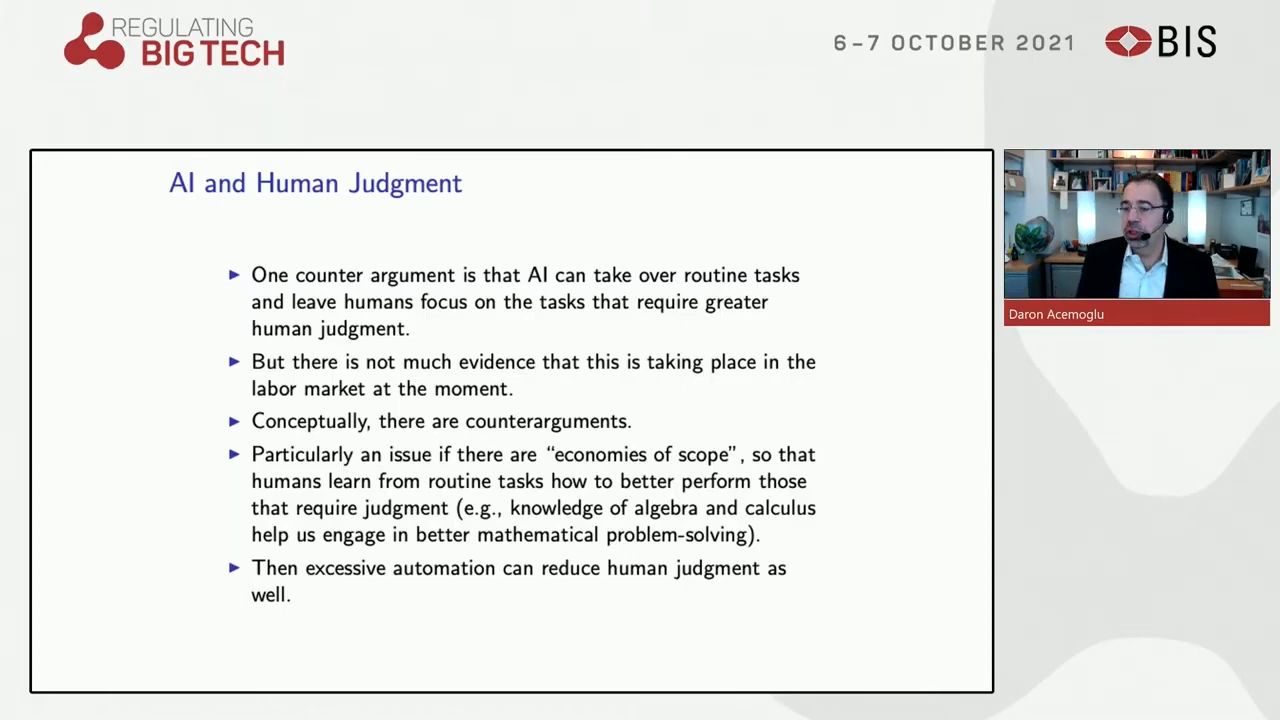 REGULATING
BIG TECH
6–7 OCTOBER 2021
BIS
AI and Human Judgment
One counter argument is that AI can take over routine tasks
and leave humans focus on the tasks that require greater
human judgment.
But there is not much evidence that this is taking place in the
labor market at the moment.
Conceptually, there are counterarguments.
Particularly an issue if there are “economies of scope”, so that
humans learn from routine tasks how to better perform those
that require judgment (e.g., knowledge of algebra and calculus
help us engage in better mathematical problem-solving).
Then excessive automation can reduce human judgment as
well.
Daron Acemoglu